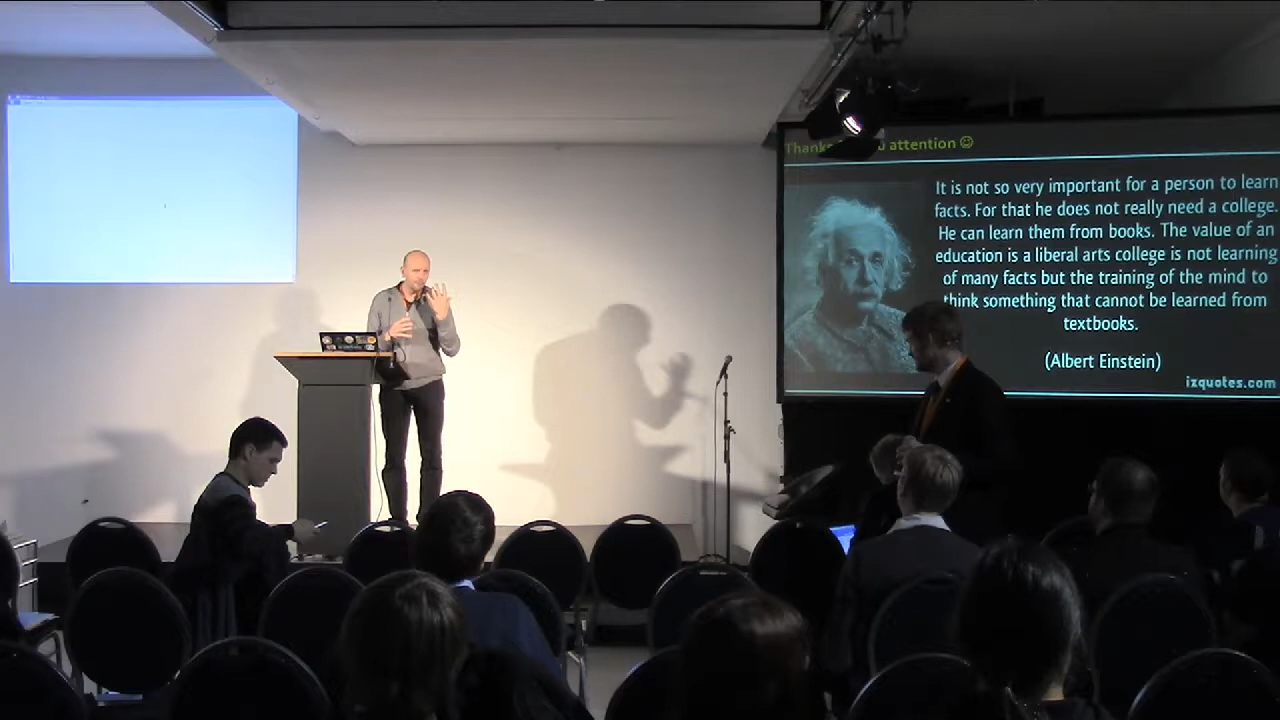 Thanks attention ☺
It is not so very important for a person to learn
facts. For that he does not really need a college.
He can learn them from books. The value of an
education is a liberal arts college is not learning
of many facts but the training of the mind to
think something that cannot be learned from
textbooks.
(Albert Einstein)
izquotes.com